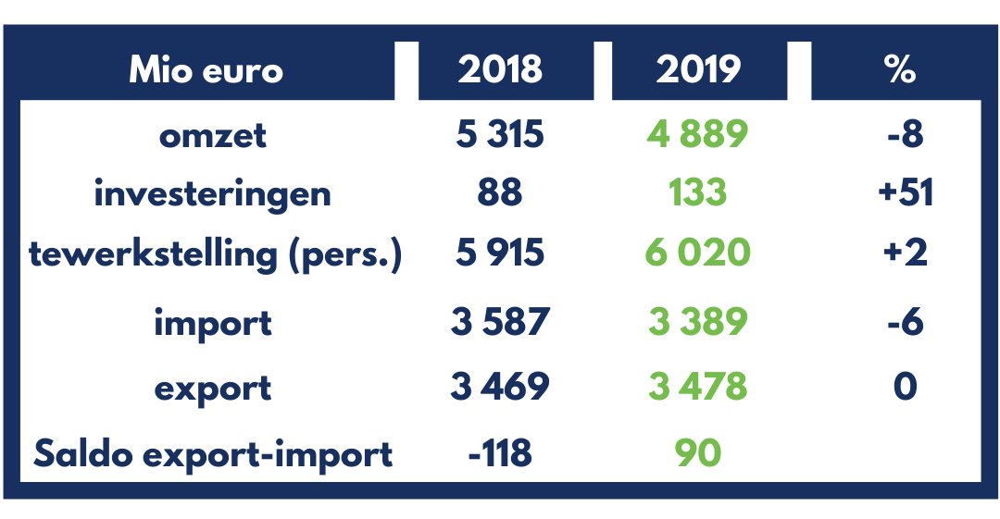 Mio euro 2018 2019 %
omzet 5 315 4 889 -8
investeringen 88 133 +51
tewerkstelling (pers.) 5 915 6 020 +2
import 3 587 3 389 -6
export 3 469 3 478 0
Saldo export-import -118 90